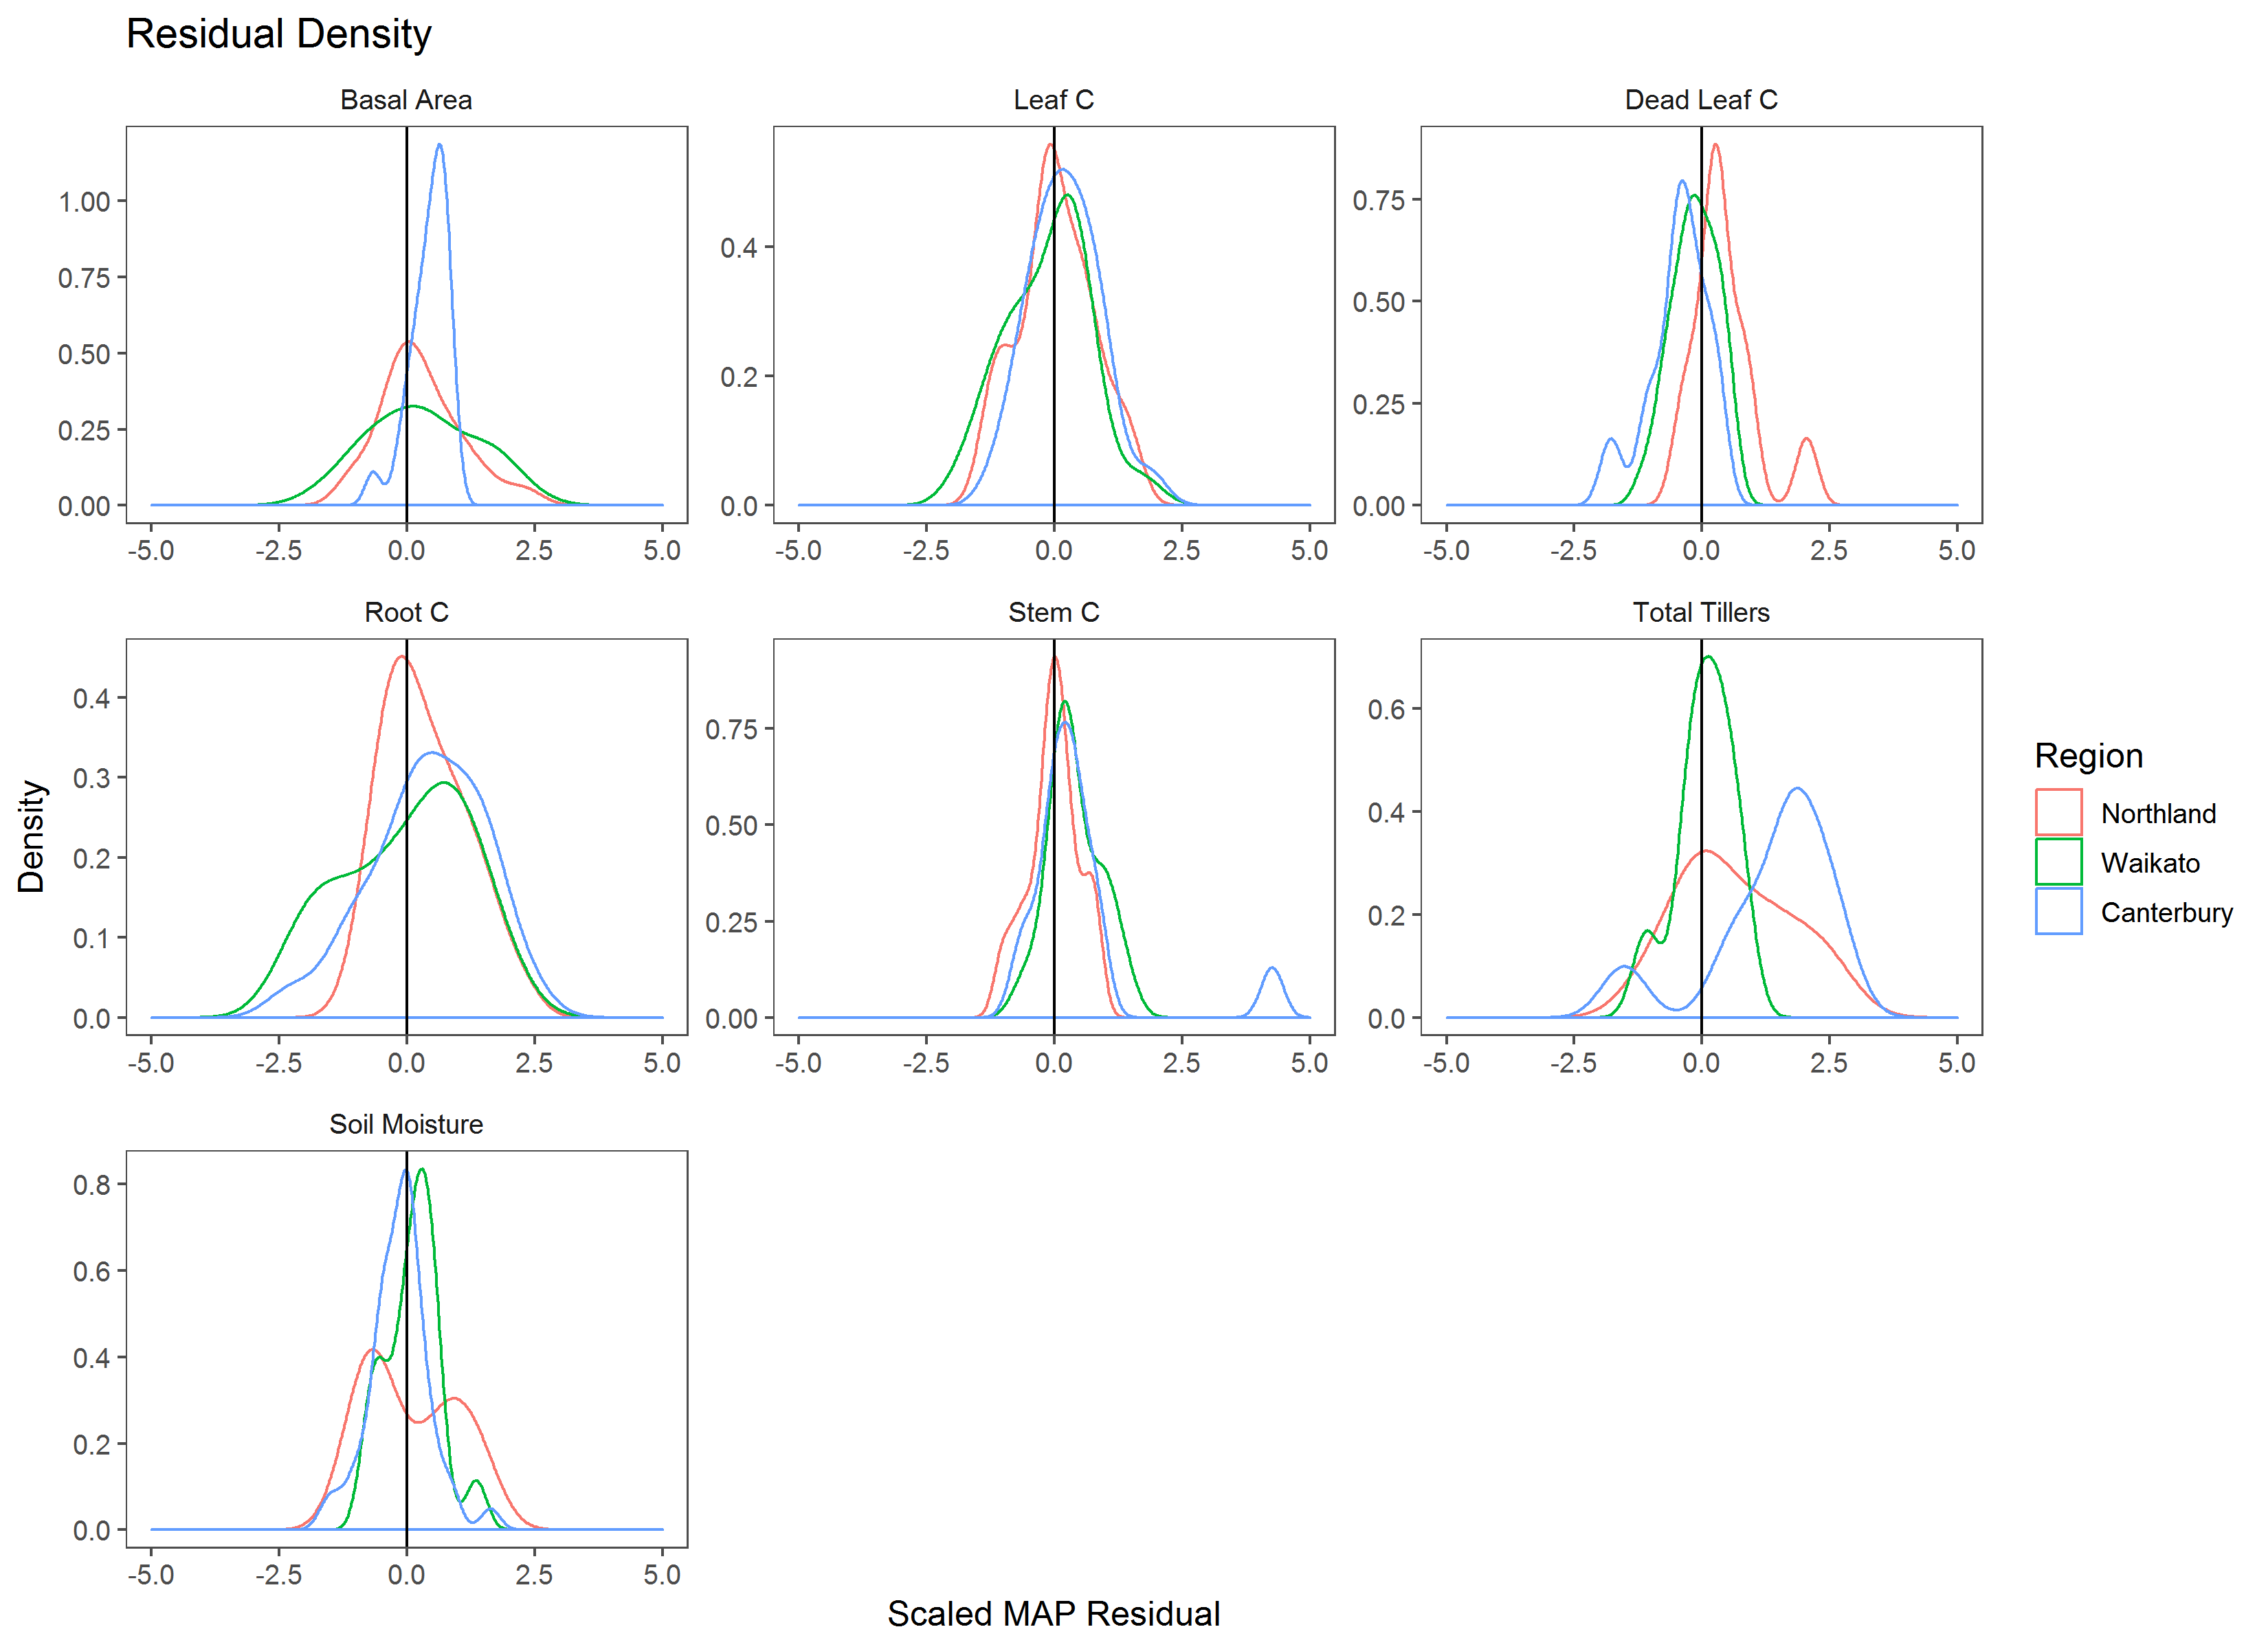 Residual Density
Basal Area
Leaf C
Dead Leaf C
1.00
0.75
0.50
0.25
0.00
0.4
0.2
0.0
0.75
0.50
0.25
0.00
-5.0 -2.5 0.0 2.5 5.0
-5.0 -2.5 0.0 2.5 5.0
-5.0 -2.5 0.0 2.5 5.0
Root C
Stem C
Total Tillers
0.4
0.3
0.2
0.1
0.0
0.75
0.50
0.25
0.00
0.6
0.4
0.2
0.0
-5.0 -2.5 0.0 2.5 5.0
-5.0 -2.5 0.0 2.5 5.0
-5.0 -2.5 0.0 2.5 5.0
Soil Moisture
0.8
0.6
0.4
0.2
0.0
-5.0 -2.5 0.0 2.5 5.0
Density
Scaled MAP Residual
Region
Northland
Waikato
Canterbury